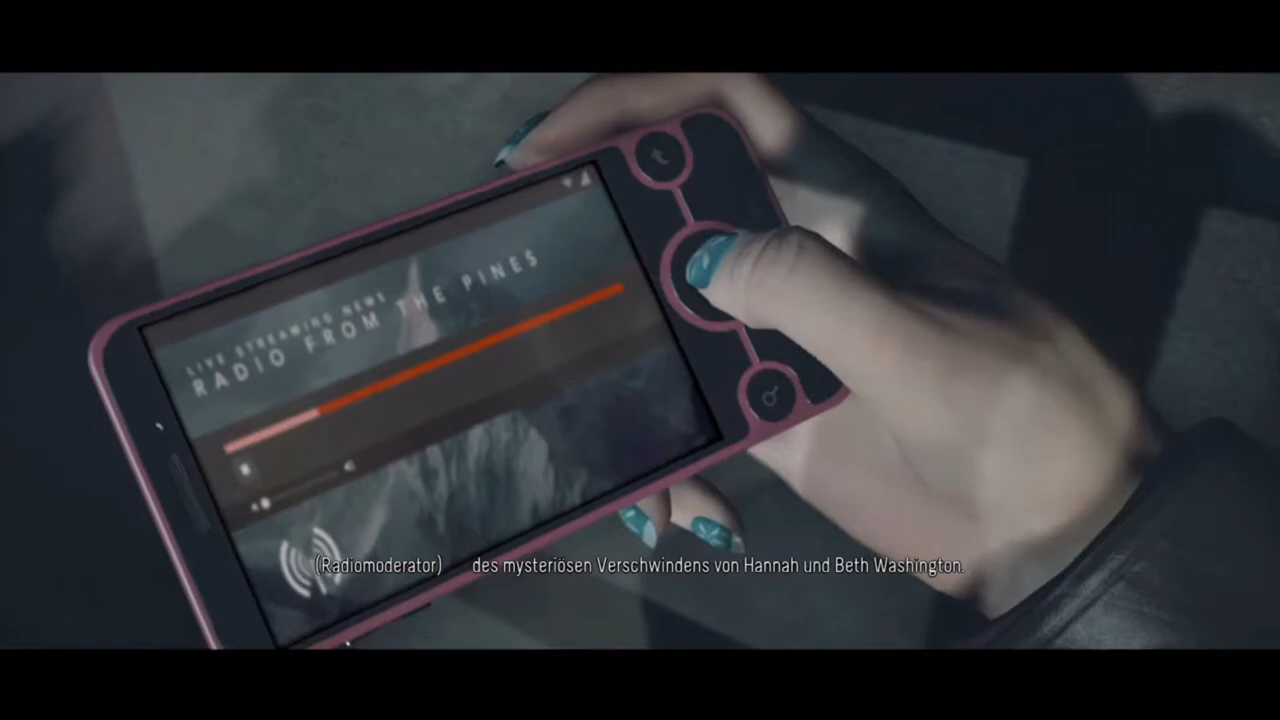 LIVE STREAMING NEWS
RADIO FROM THE PINES
(Radiomoderator) des mysteriösen Verschwindens von Hannah und Beth Washington.